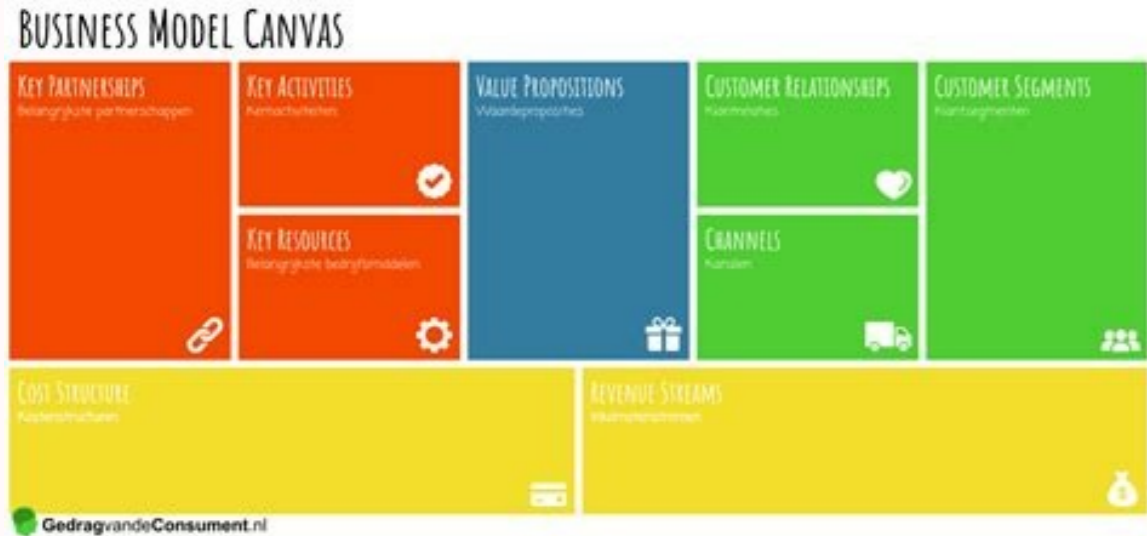 BUSINESS MODEL CANVAS
KEY PARTNERSHIPS
Belangrijkste partnerschappen
KEY ACTIVITIES
Kernactiviteiten
KEY RESOURCES
Belangrijkste bedrijfsmiddelen
VALUE PROPOSITIONS
Waardeproposities
CUSTOMER RELATIONSHIPS
Klantrelaties
CHANNELS
Kanalen
CUSTOMER SEGMENTS
Klantsegmenten
COST STRUCTURE
Kostenstructuren
REVENUE STREAMS
Inkomstenstromen
GedragvandeConsument.nl